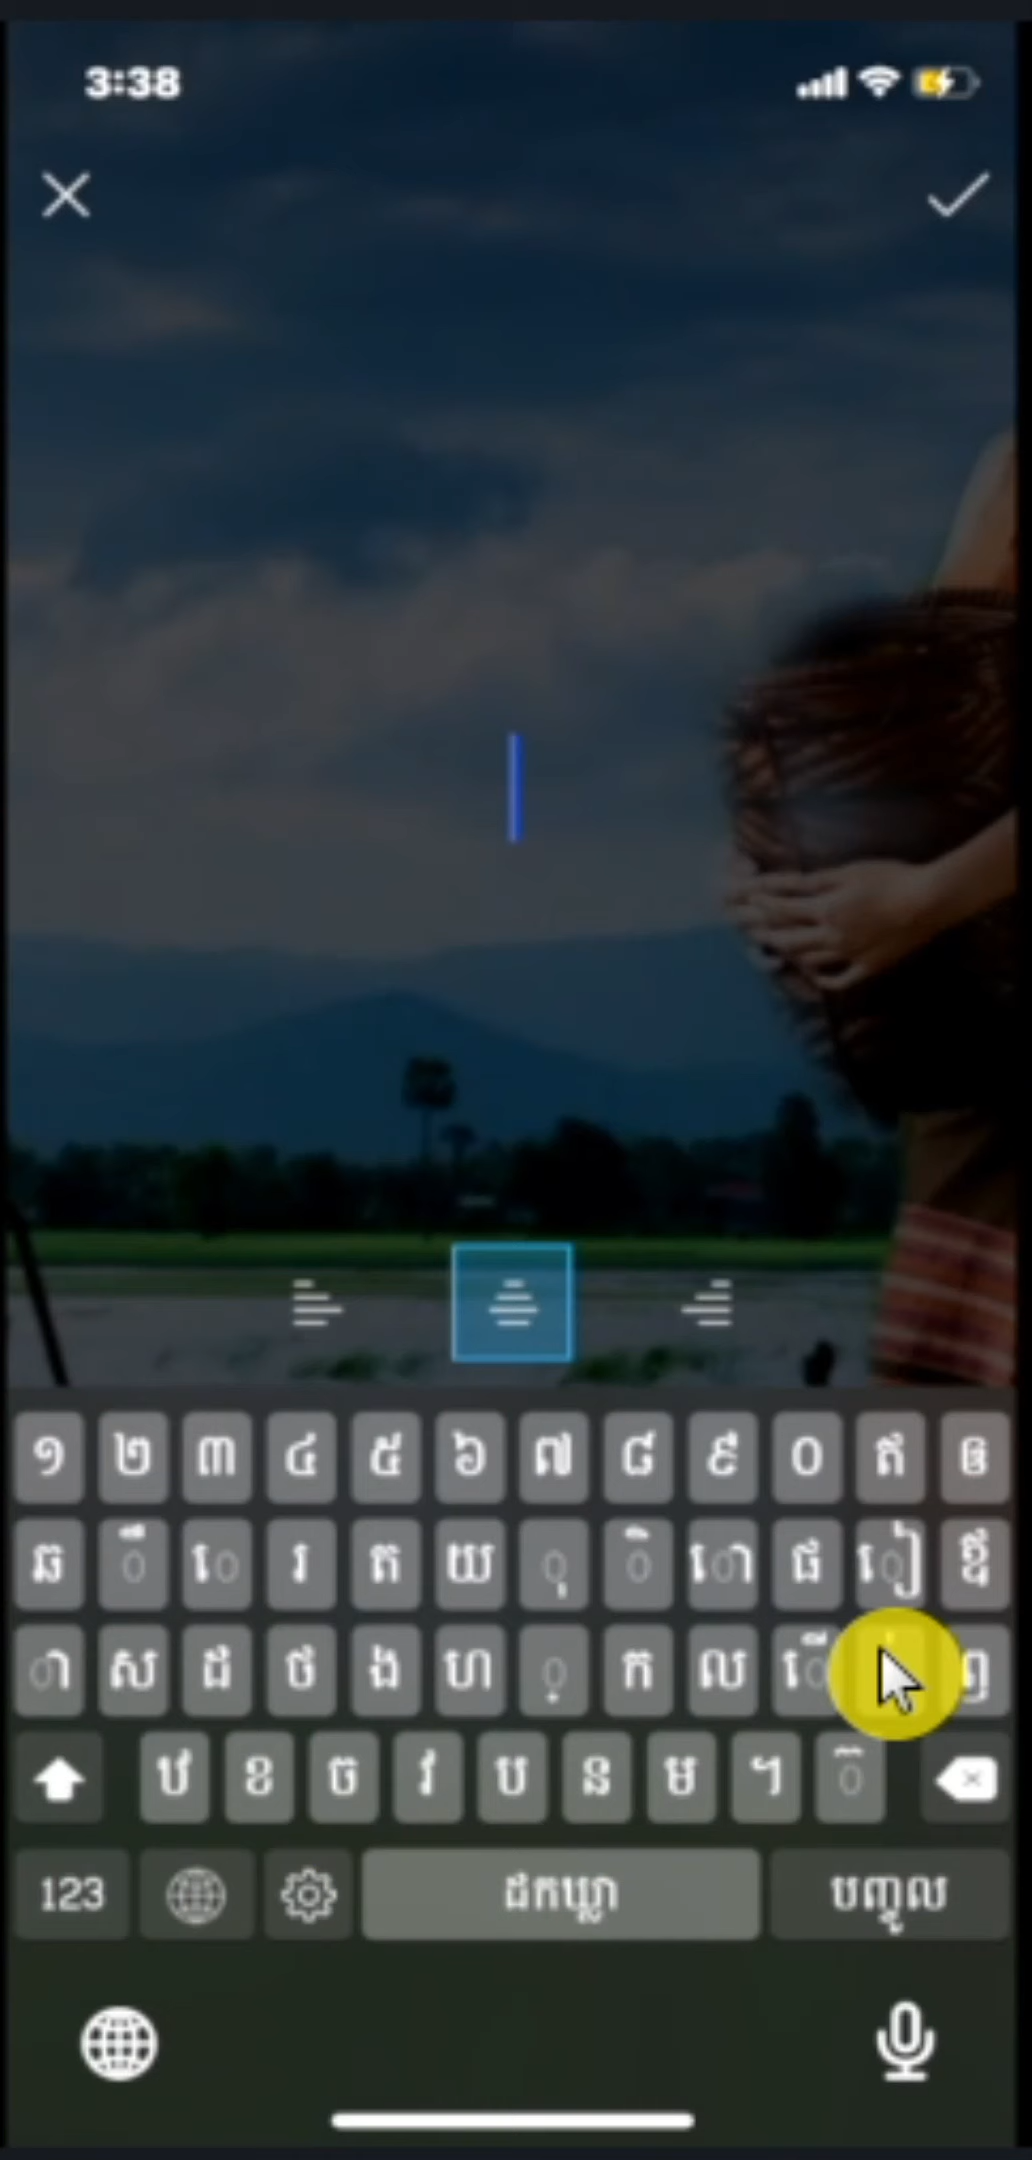 3:38
១ ២ ៣ ៤ ៥ ៦ ៧ ៨ ៩ ០ ឥ ឲ
ឆ ឹ េ រ ត យ ុ ិ ោ ផ ៀ ឪ
ា ស ដ ថ ង ហ ្ ក ល ើ ព្វ
ឋ ខ ច វ ប ន ម ។ ៊
123 ដកឃ្លា បញ្ចូល